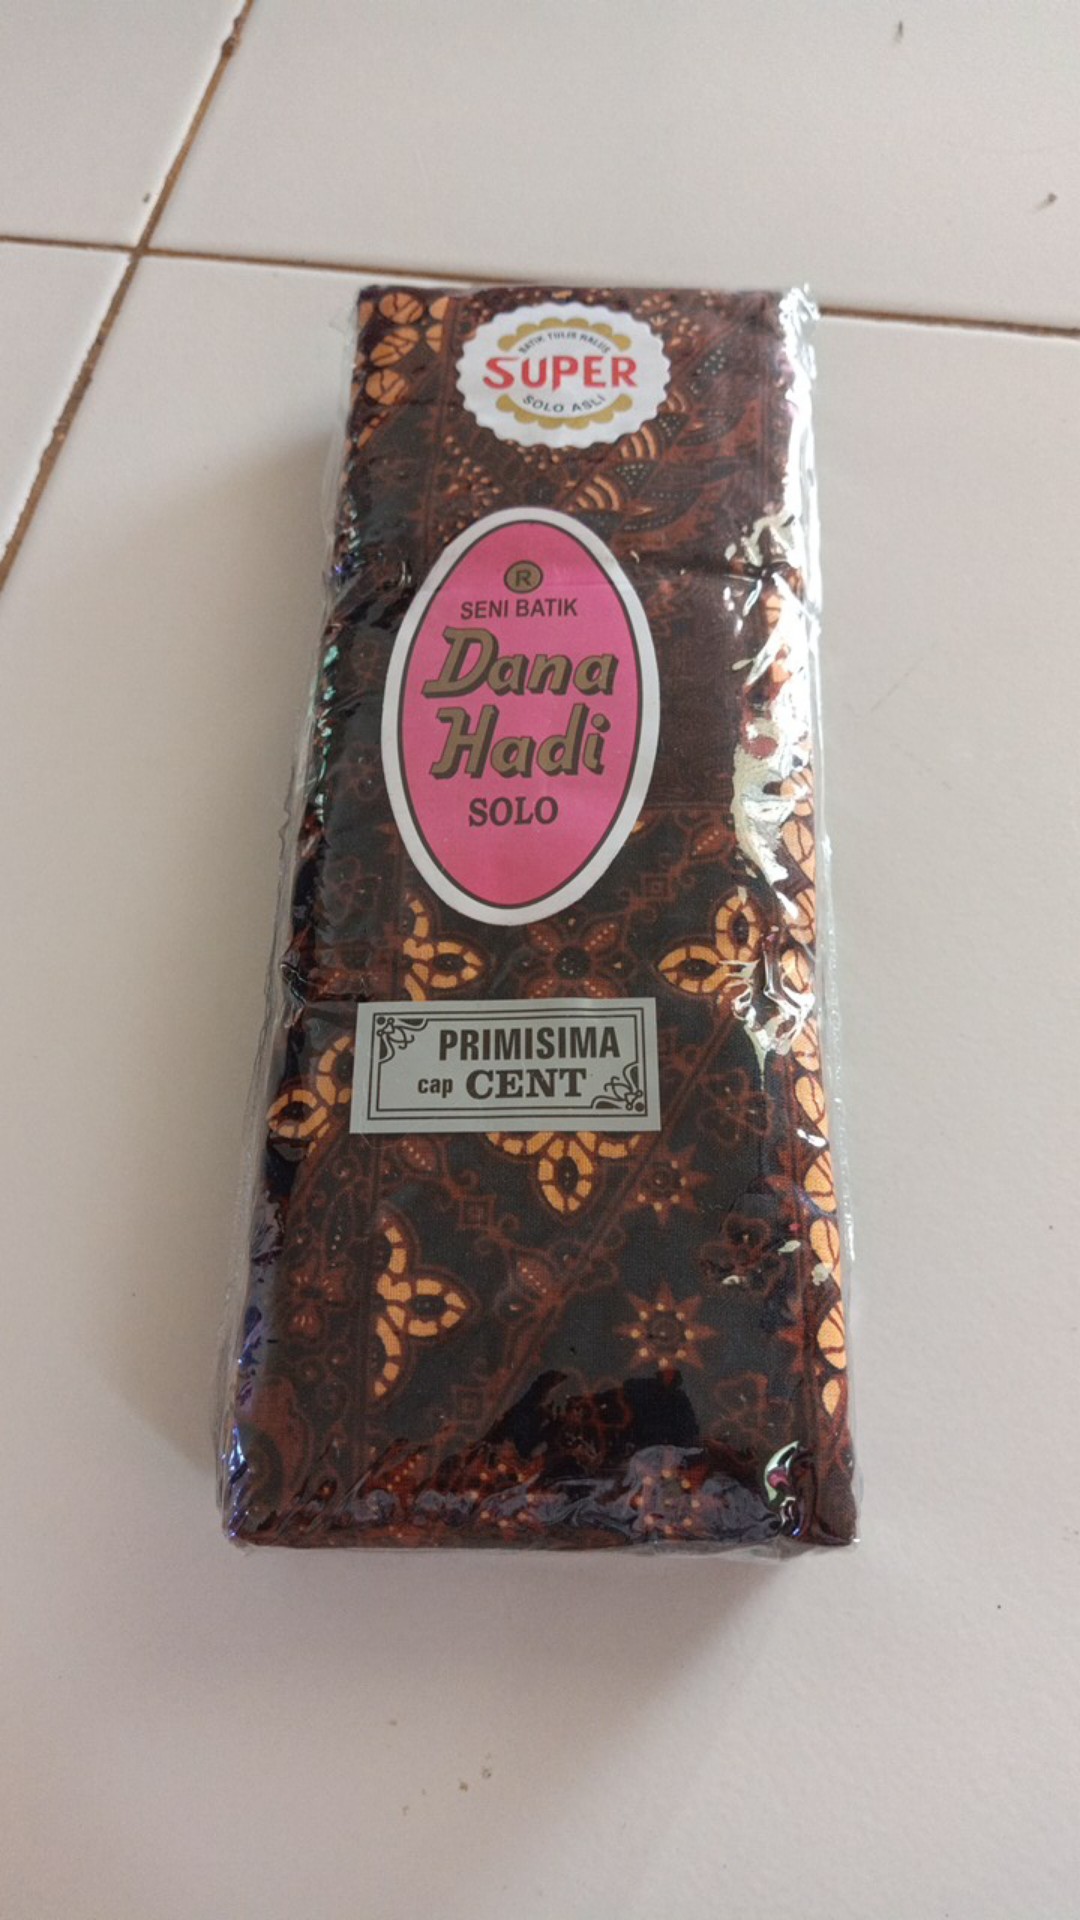 BATIK TULIS HALUS
SUPER
SOLO ASLI
R
SENI BATIK
Dana
Hadi
SOLO
PRIMISIMA
cap CENT